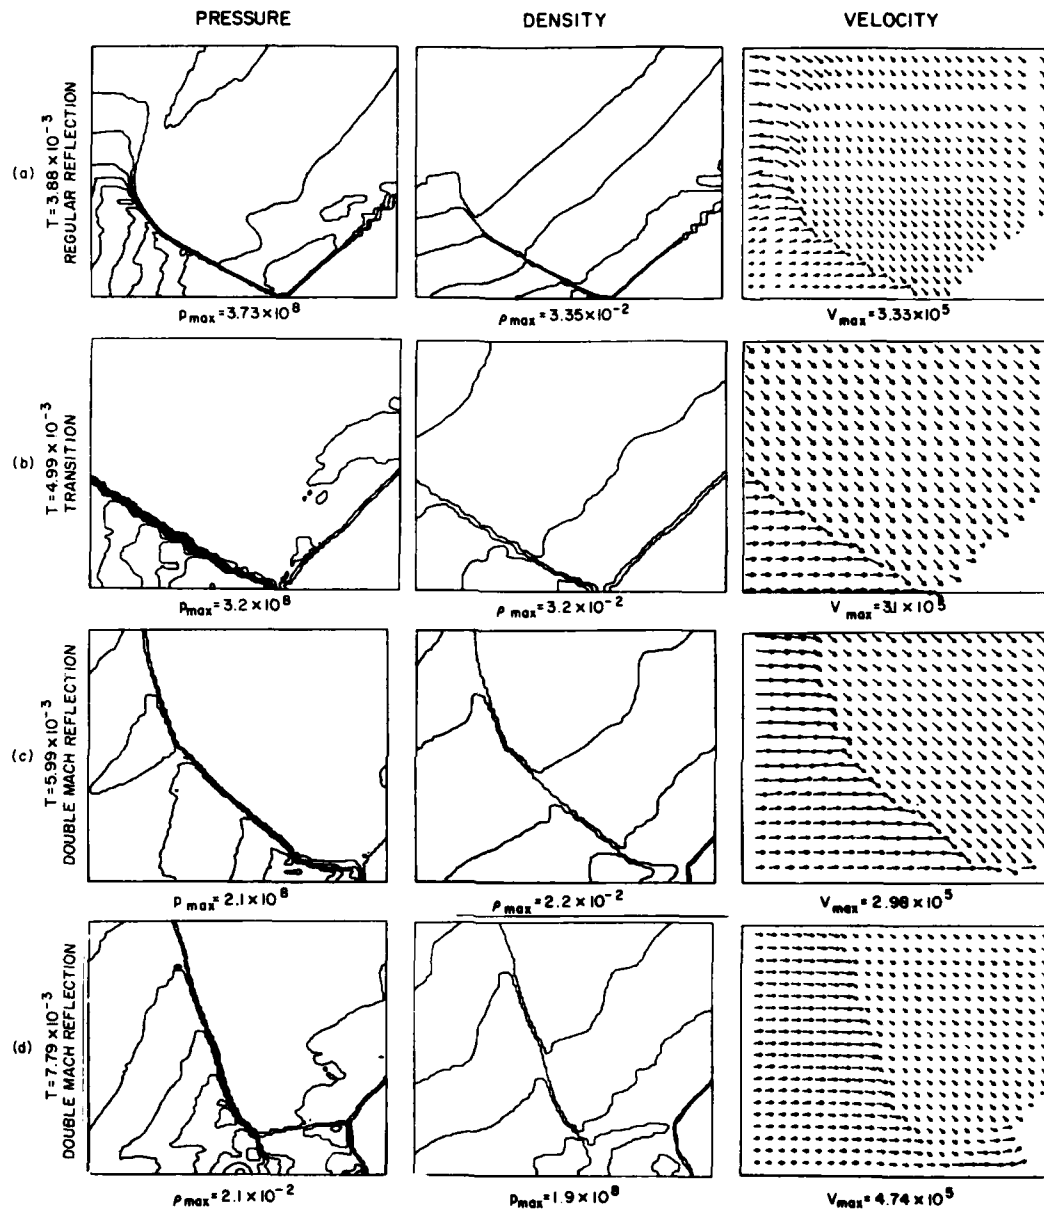 PRESSURE DENSITY VELOCITY
(a)
T = 3.88 × 10⁻³
REGULAR REFLECTION
p_max = 3.73 × 10⁸ ρ_max = 3.35 × 10⁻² V_max = 3.33 × 10⁵
(b)
T = 4.99 × 10⁻³
TRANSITION
p_max = 3.2 × 10⁸ ρ_max = 3.2 × 10⁻² V_max = 3.1 × 10⁵
(c)
T = 5.99 × 10⁻³
DOUBLE MACH REFLECTION
p_max = 2.1 × 10⁸ ρ_max = 2.2 × 10⁻² V_max = 2.98 × 10⁵
(d)
T = 7.79 × 10⁻³
DOUBLE MACH REFLECTION
ρ_max = 2.1 × 10⁻² p_max = 1.9 × 10⁸ V_max = 4.74 × 10⁵